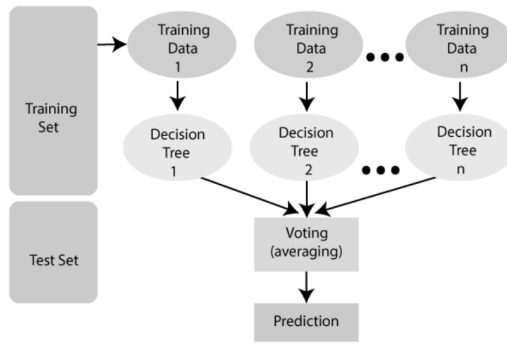 Training
Set
Test Set
Training
Data
1
Training
Data
2
Training
Data
n
Decision
Tree
1
Decision
Tree
2
Decision
Tree
n
Voting
(averaging)
Prediction